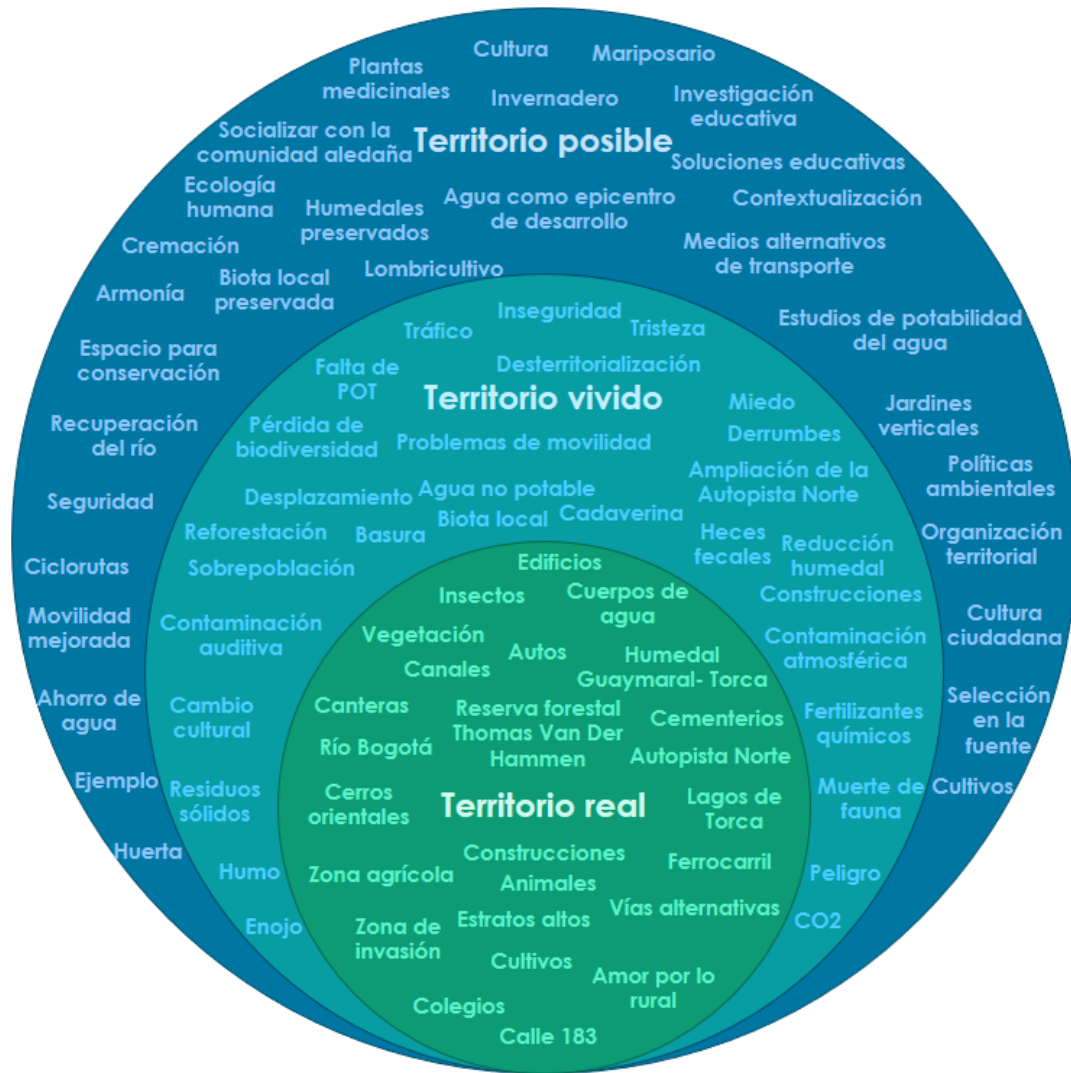 Cultura
Mariposario
Plantas
medicinales
Invernadero
Investigación
educativa
Socializar con la
comunidad aledaña
Territorio posible
Soluciones educativas
Ecología
humana
Humedales
preservados
Agua como epicentro
de desarrollo
Contextualización
Cremación
Medios alternativos
de transporte
Armonía
Biota local
preservada
Lombricultivo
Estudios de potabilidad
del agua
Espacio para
conservación
Recuperación
del río
Jardines
verticales
Seguridad
Políticas
ambientales
Ciclorutas
Organización
territorial
Movilidad
mejorada
Cultura
ciudadana
Ahorro de
agua
Selección
en la
fuente
Ejemplo
Cultivos
Huerta
Inseguridad
Tráfico
Tristeza
Falta de
POT
Desterritorialización
Territorio vivido
Miedo
Pérdida de
biodiversidad
Problemas de movilidad
Derrumbes
Ampliación de la
Autopista Norte
Desplazamiento
Agua no potable
Reforestación
Basura
Biota local
Cadaverina
Heces
fecales
Reducción
humedal
Sobrepoblación
Construcciones
Contaminación
auditiva
Contaminación
atmosférica
Cambio
cultural
Fertilizantes
químicos
Residuos
sólidos
Muerte de
fauna
Humo
Peligro
Enojo
CO2
Edificios
Insectos
Cuerpos de
agua
Vegetación
Autos
Canales
Humedal
Guaymaral- Torca
Canteras
Reserva forestal
Thomas Van Der
Hammen
Cementerios
Río Bogotá
Autopista Norte
Cerros
orientales
Territorio real
Lagos de
Torca
Construcciones
Ferrocarril
Zona agrícola
Animales
Vías alternativas
Zona de
invasión
Estratos altos
Cultivos
Amor por lo
rural
Colegios
Calle 183